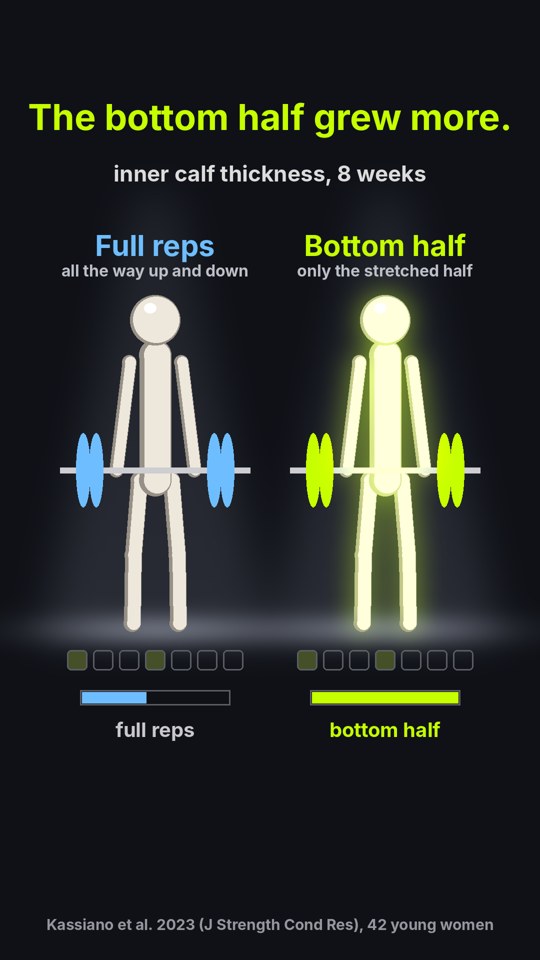 The bottom half grew more.
inner calf thickness, 8 weeks
Full reps
all the way up and down
Bottom half
only the stretched half
full reps
bottom half
Kassiano et al. 2023 (J Strength Cond Res), 42 young women